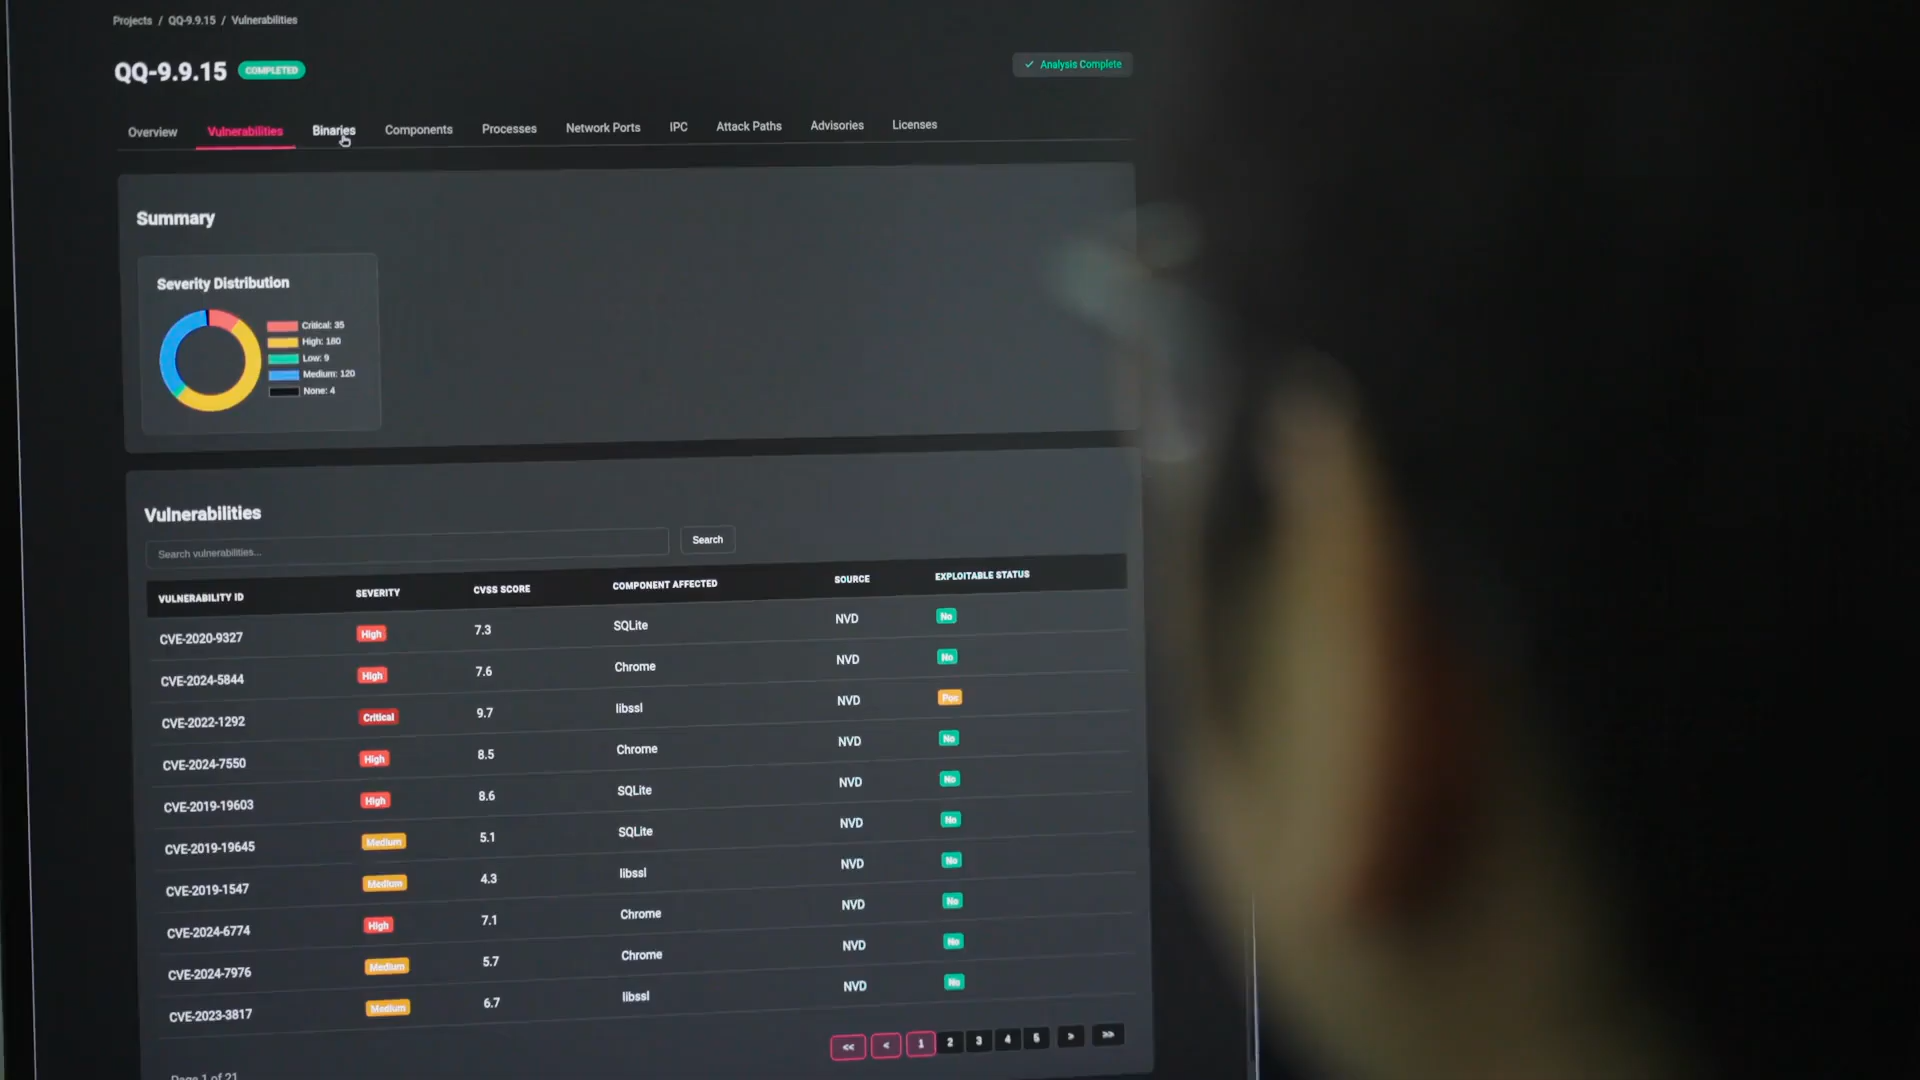 Projects / QQ-9.9.15 / Vulnerabilities
QQ-9.9.15 COMPLETED
Analysis Complete
Overview Vulnerabilities Binaries Components Processes Network Ports IPC Attack Paths Advisories Licenses
Summary
Severity Distribution
Critical: 35
High: 180
Low: 9
Medium: 120
None: 4
Vulnerabilities
Search vulnerabilities... Search
VULNERABILITY ID SEVERITY CVSS SCORE COMPONENT AFFECTED SOURCE EXPLOITABLE STATUS
CVE-2020-9327 High 7.3 SQLite NVD No
CVE-2024-5844 High 7.6 Chrome NVD No
CVE-2022-1292 Critical 9.7 libssl NVD Poc
CVE-2024-7550 High 8.5 Chrome NVD No
CVE-2019-19603 High 8.6 SQLite NVD No
CVE-2019-19645 Medium 5.1 SQLite NVD No
CVE-2019-1547 Medium 4.3 libssl NVD No
CVE-2024-6774 High 7.1 Chrome NVD No
CVE-2024-7976 Medium 5.7 Chrome NVD No
CVE-2023-3817 Medium 6.7 libssl NVD No
<< < 1 2 3 4 5 > >>
Page 1 of 21